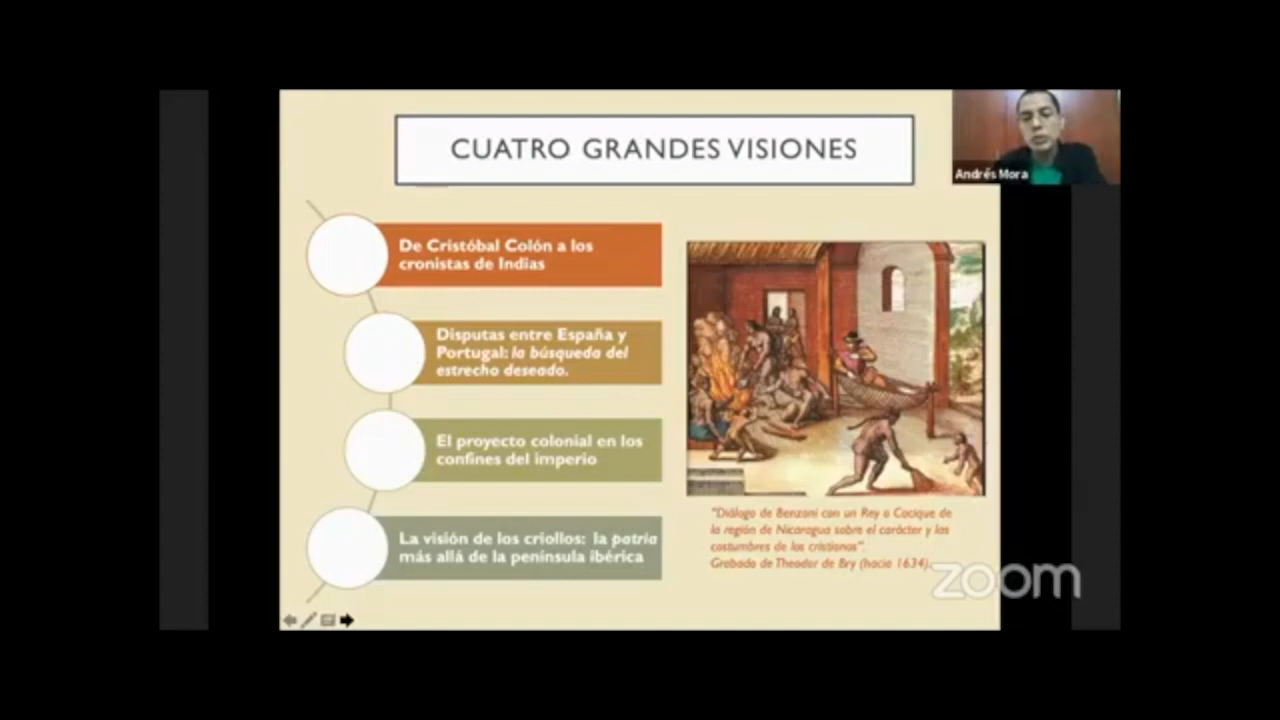 CUATRO GRANDES VISIONES
Andrés Mora
De Cristóbal Colón a los
cronistas de Indias
Disputas entre España y
Portugal: la búsqueda del
estrecho deseado.
El proyecto colonial en los
confines del imperio
La visión de los criollos: la patria
más allá de la península ibérica
"Diálogo de Benzoni con un Rey o Cacique de
la región de Nicaragua sobre el carácter y las
costumbres de los cristianos".
Grabado de Theodor de Bry (hacia 1634).
zoom